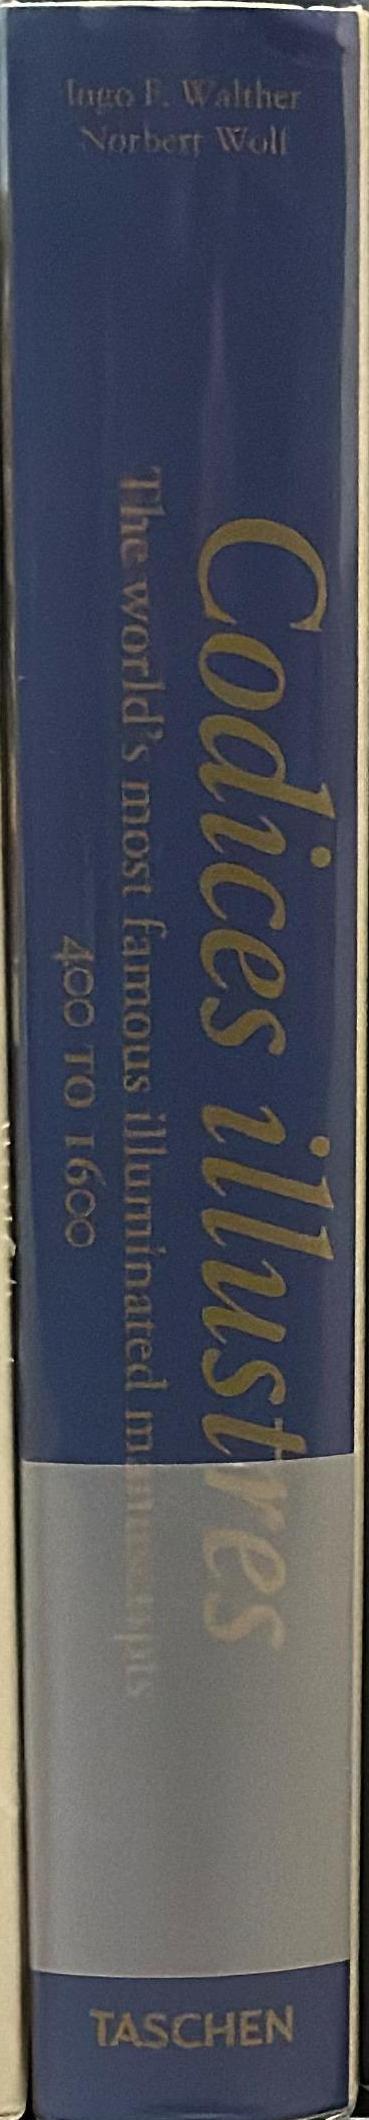 Ingo F. Walther
Norbert Wolf
Codices illustres
The world's most famous illuminated manuscripts
400 TO 1600
TASCHEN